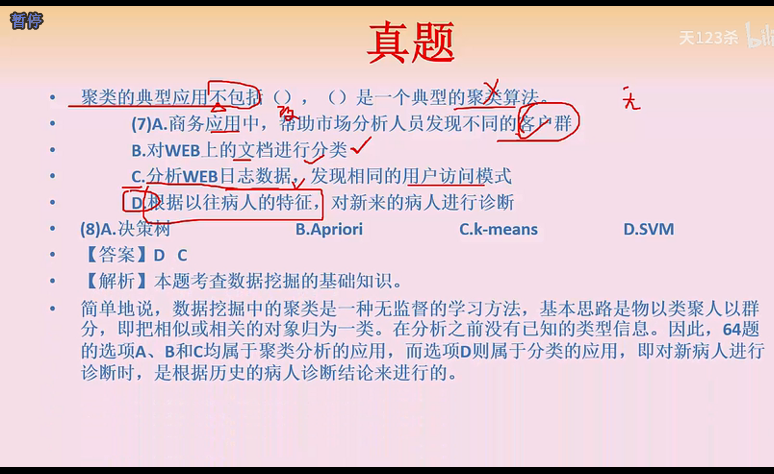 暂停
真题
天123杀 bili
聚类的典型应用不包括（），（）是一个典型的聚类算法。
(7)A.商务应用中，帮助市场分析人员发现不同的客户群
B.对WEB上的文档进行分类
C.分析WEB日志数据，发现相同的用户访问模式
D.根据以往病人的特征，对新来的病人进行诊断
(8)A.决策树 B.Apriori C.k-means D.SVM
【答案】D C
【解析】本题考查数据挖掘的基础知识。
简单地说，数据挖掘中的聚类是一种无监督的学习方法，基本思路是物以类聚人以群
分，即把相似或相关的对象归为一类。在分析之前没有已知的类型信息。因此，64题
的选项A、B和C均属于聚类分析的应用，而选项D则属于分类的应用，即对新病人进行
诊断时，是根据历史的病人诊断结论来进行的。